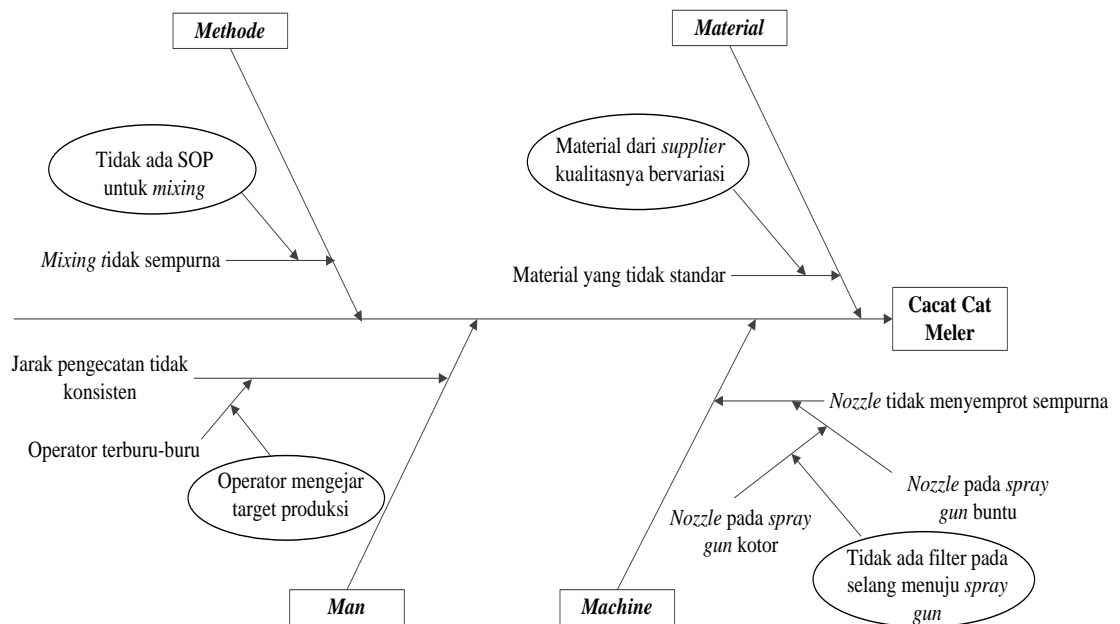 Methode
Material
Tidak ada SOP
untuk mixing
Material dari supplier
kualitasnya bervariasi
Mixing tidak sempurna
Material yang tidak standar
Cacat Cat
Meler
Jarak pengecatan tidak
konsisten
Nozzle tidak menyemprot sempurna
Operator terburu-buru
Operator mengejar
target produksi
Nozzle pada spray
gun buntu
Nozzle pada spray
gun kotor
Tidak ada filter pada
selang menuju spray
gun
Man
Machine